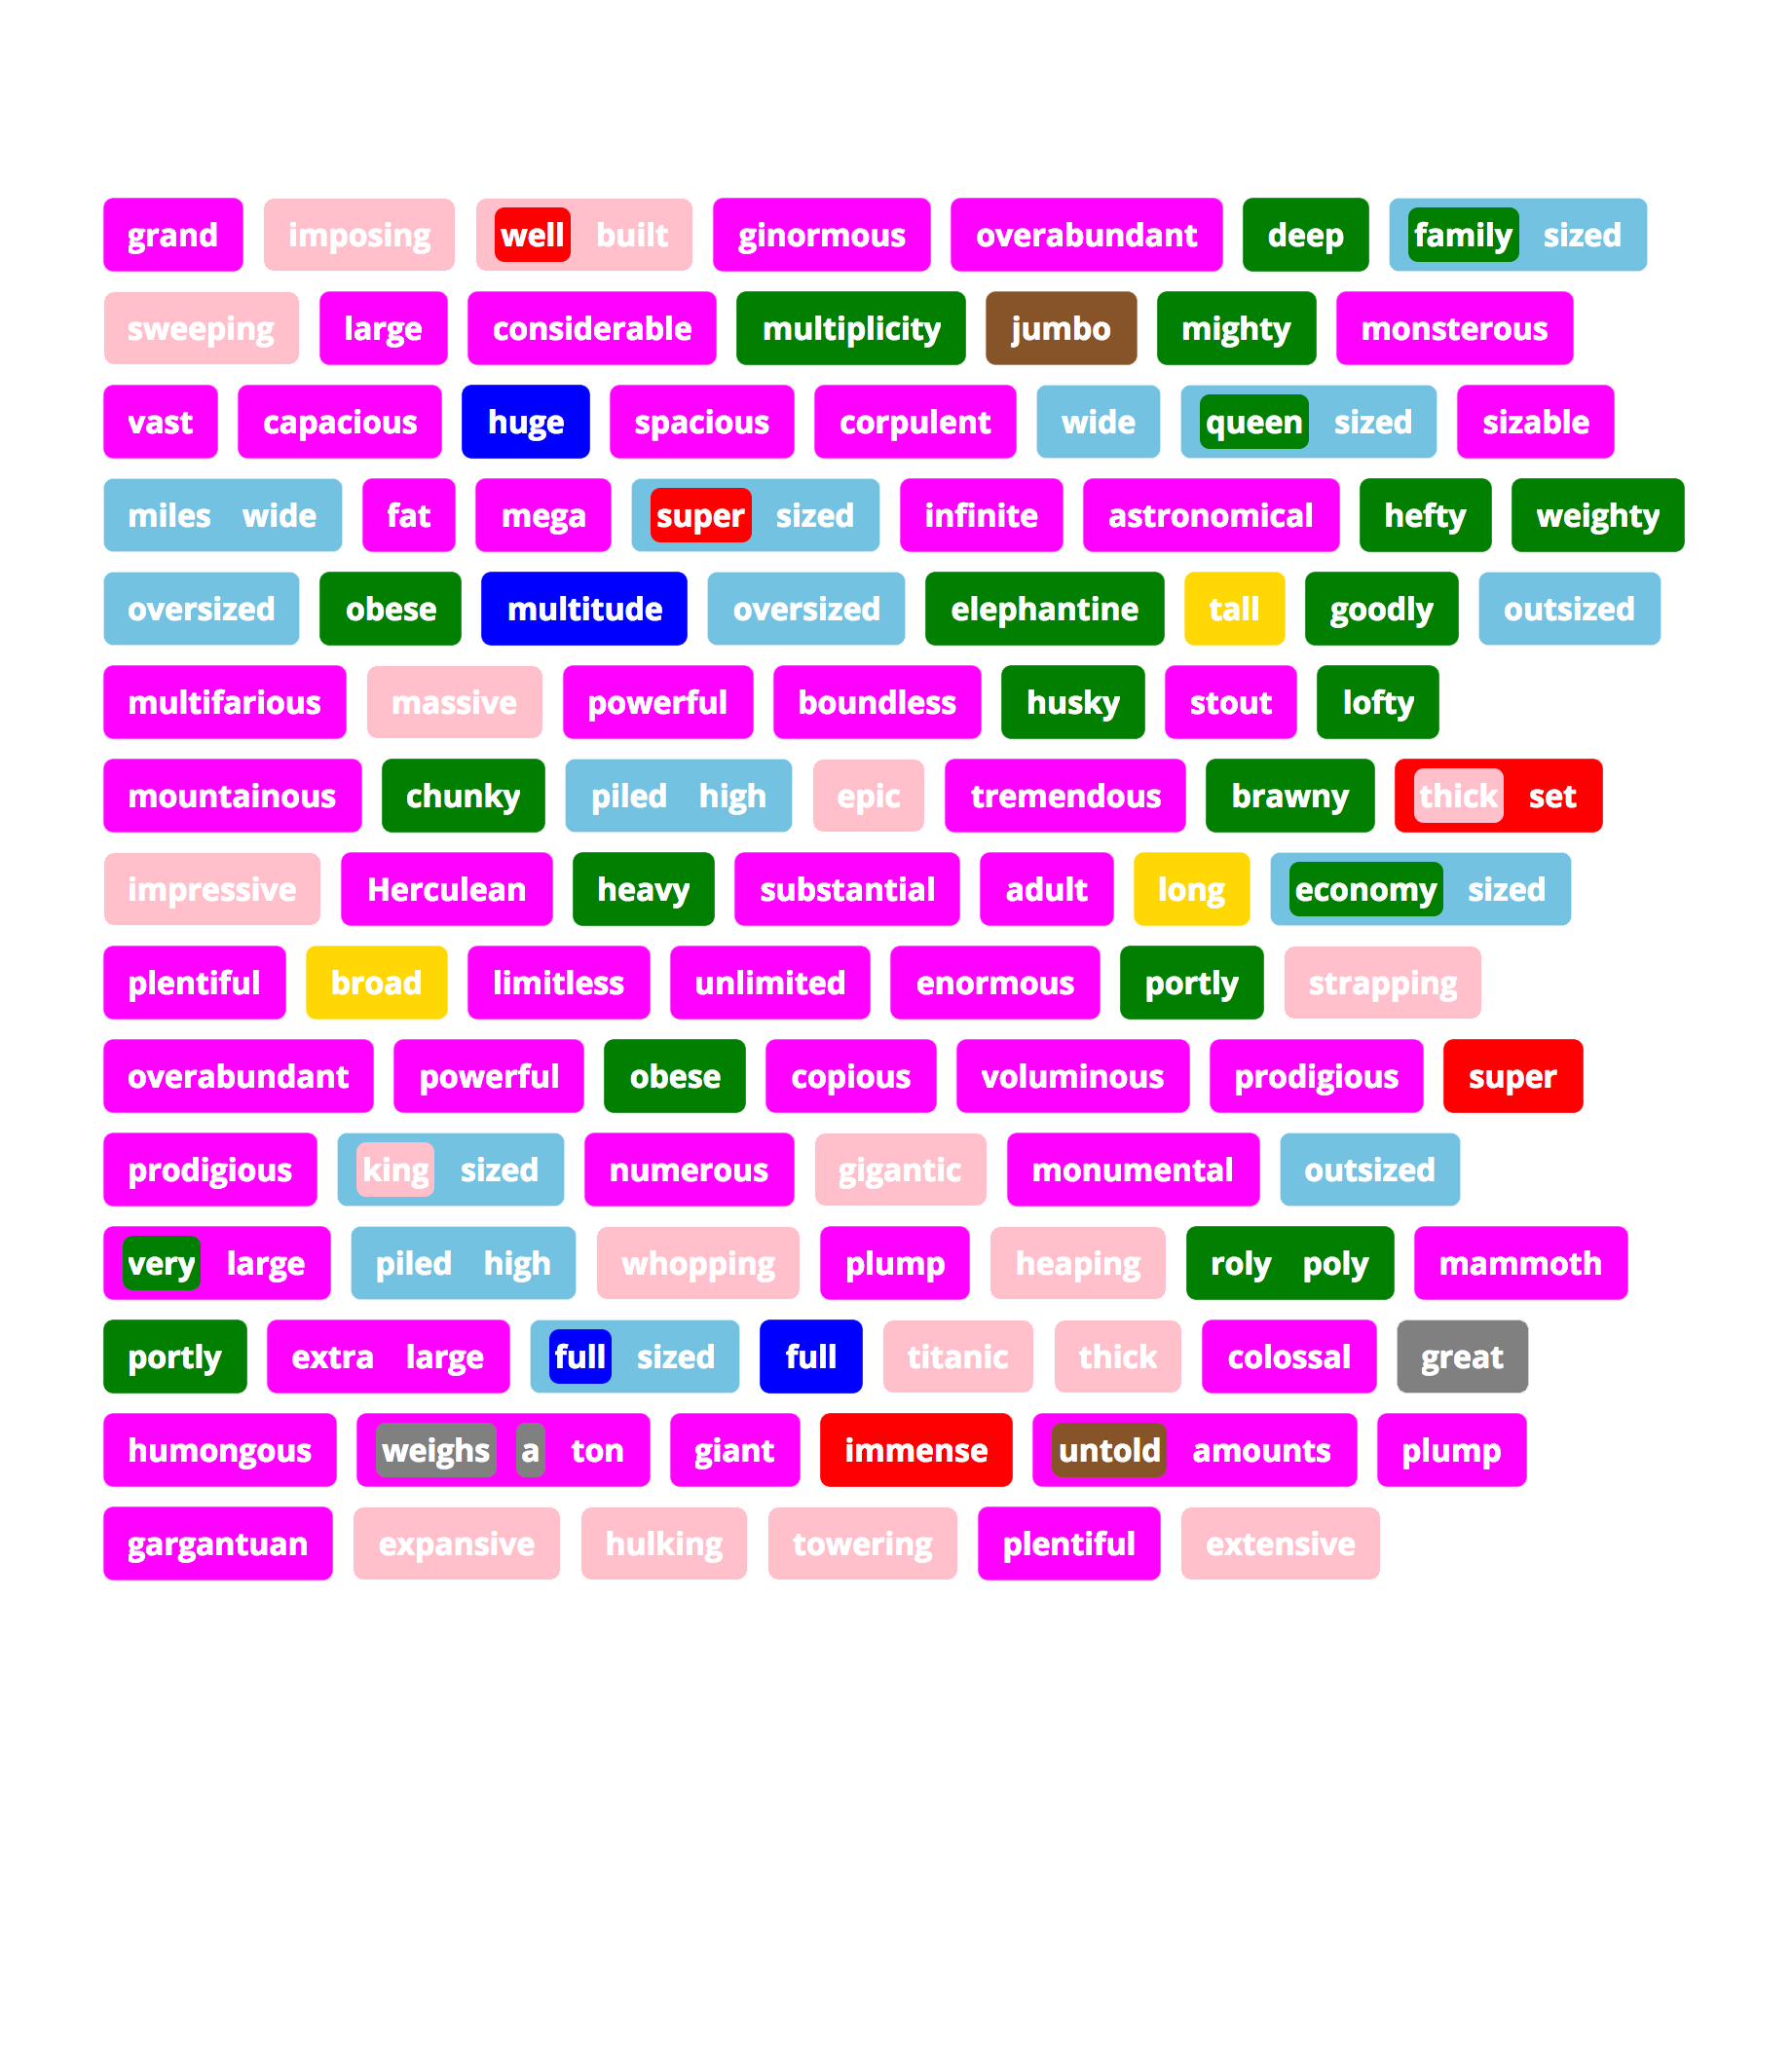 grand imposing well built ginormous overabundant deep family sized
sweeping large considerable multiplicity jumbo mighty monsterous
vast capacious huge spacious corpulent wide queen sized sizable
miles wide fat mega super sized infinite astronomical hefty weighty
oversized obese multitude oversized elephantine tall goodly outsized
multifarious massive powerful boundless husky stout lofty
mountainous chunky piled high epic tremendous brawny thick set
impressive Herculean heavy substantial adult long economy sized
plentiful broad limitless unlimited enormous portly strapping
overabundant powerful obese copious voluminous prodigious super
prodigious king sized numerous gigantic monumental outsized
very large piled high whopping plump heaping roly poly mammoth
portly extra large full sized full titanic thick colossal great
humongous weighs a ton giant immense untold amounts plump
gargantuan expansive hulking towering plentiful extensive